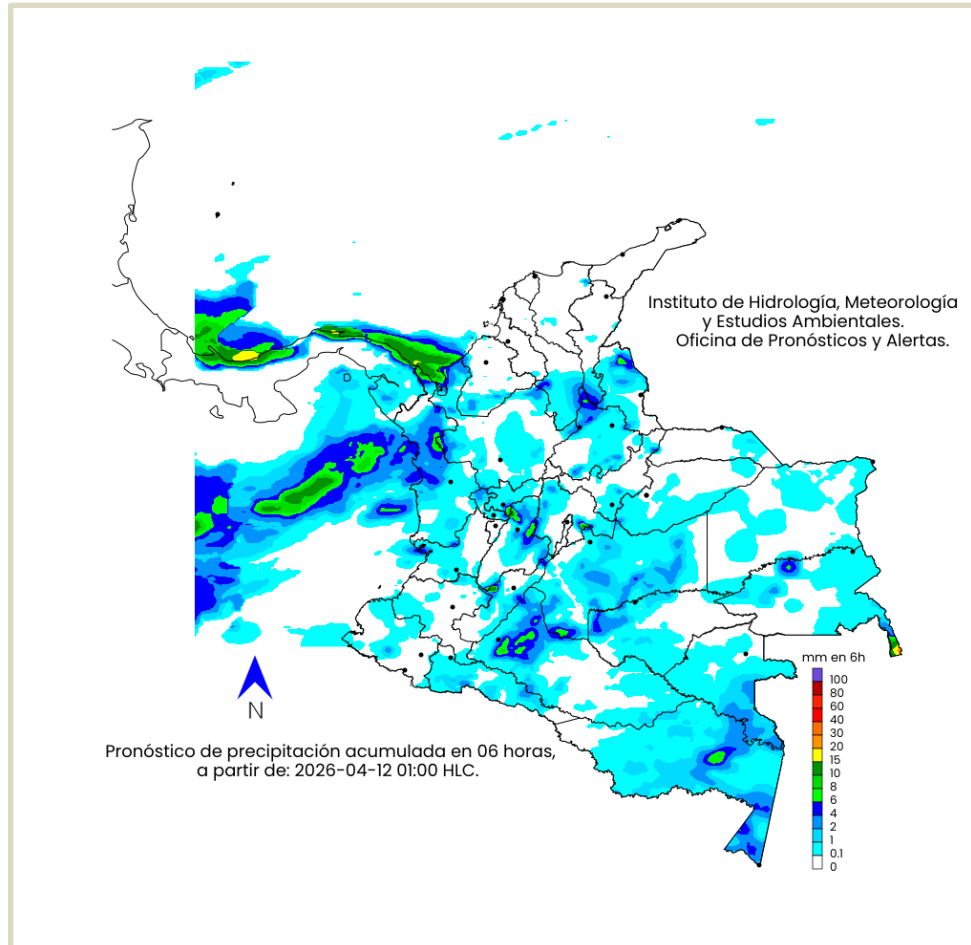 Instituto de Hidrología, Meteorología
y Estudios Ambientales.
Oficina de Pronósticos y Alertas.
D
mm en 6h
100
80
60
40
30
20
15
10
8
6
4
2
1
0.1
0
N
Pronóstico de precipitación acumulada en 06 horas,
a partir de: 2026-04-12 01:00 HLC.